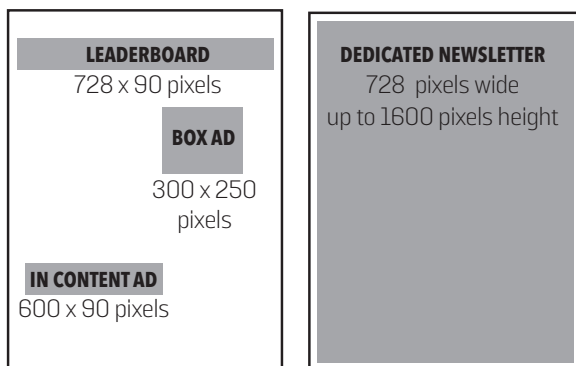 LEADERBOARD
728 x 90 pixels
BOX AD
300 x 250
pixels
IN CONTENT AD
600 x 90 pixels
DEDICATED NEWSLETTER
728 pixels wide
up to 1600 pixels height